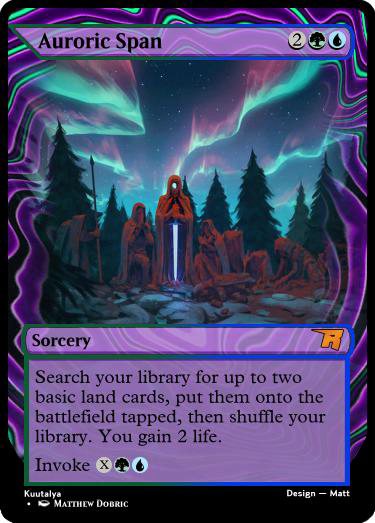 Auroric Span 2
Sorcery
Search your library for up to two
basic land cards, put them onto the
battlefield tapped, then shuffle your
library. You gain 2 life.
Invoke X
Kuutalya Design — Matt
• Matthew Dobric